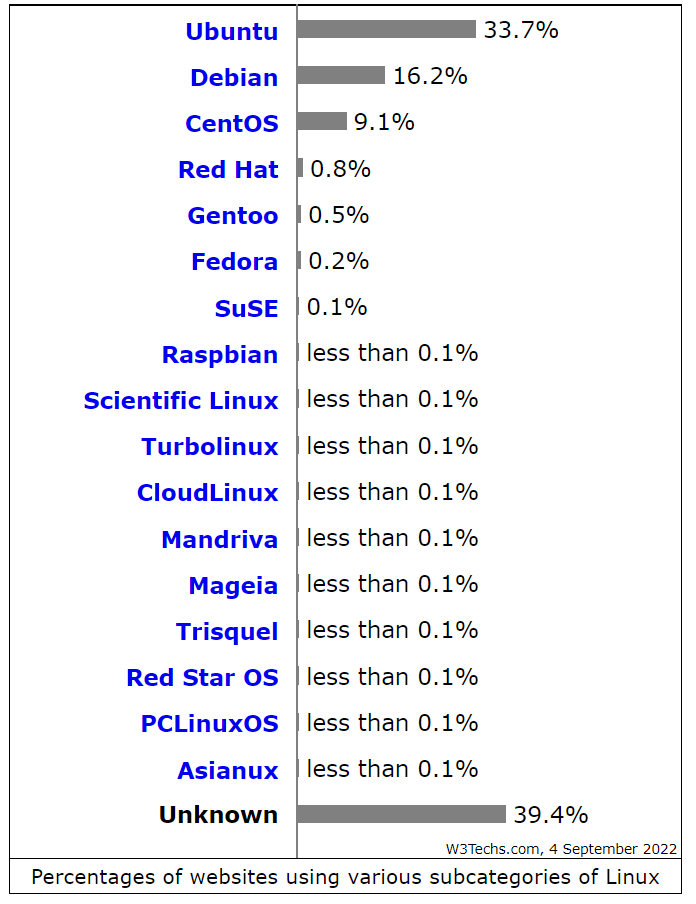 Ubuntu 33.7%
Debian 16.2%
CentOS 9.1%
Red Hat 0.8%
Gentoo 0.5%
Fedora 0.2%
SuSE 0.1%
Raspbian less than 0.1%
Scientific Linux less than 0.1%
Turbolinux less than 0.1%
CloudLinux less than 0.1%
Mandriva less than 0.1%
Mageia less than 0.1%
Trisquel less than 0.1%
Red Star OS less than 0.1%
PCLinuxOS less than 0.1%
Asianux less than 0.1%
Unknown 39.4%
W3Techs.com, 4 September 2022
Percentages of websites using various subcategories of Linux